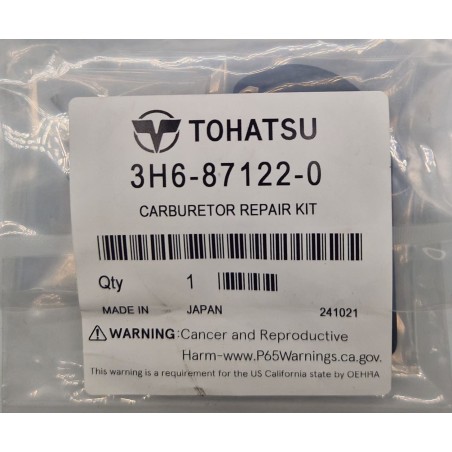 TOHATSU
3H6-87122-0
CARBURETOR REPAIR KIT
Qty 1
MADE IN JAPAN 241021
⚠WARNING:Cancer and Reproductive
Harm-www.P65Warnings.ca.gov.
This warning is a requirement for the US California state by OEHHA